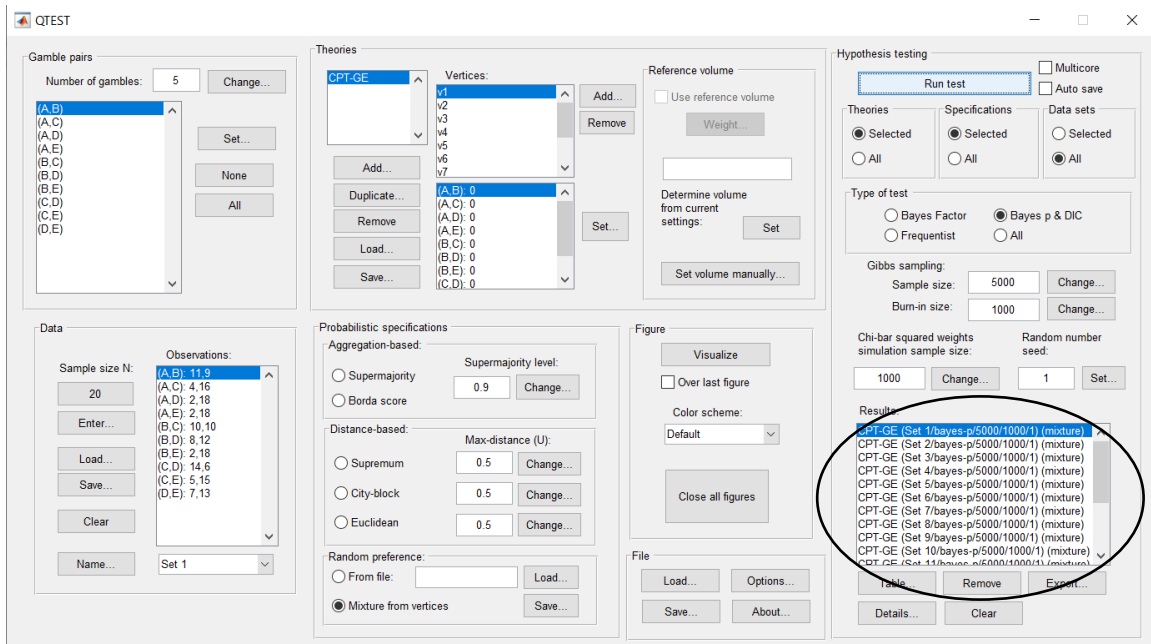 QTEST
Gamble pairs
Number of gambles: 5 Change...
(A,B)
(A,C)
(A,D)
(A,E)
(B,C)
(B,D)
(B,E)
(C,D)
(C,E)
(D,E)
Set...
None
All
Theories
CPT-GE
Add...
Duplicate...
Remove
Load...
Save...
Vertices:
v1
v2
v3
v4
v5
v6
v7
Add...
Remove
(A,B): 0
(A,C): 0
(A,D): 0
(A,E): 0
(B,C): 0
(B,D): 0
(B,E): 0
(C,D): 0
Set...
Reference volume
Use reference volume
Weight...
Determine volume
from current
settings:
Set
Set volume manually...
Hypothesis testing
Run test
Multicore
Auto save
Theories
Selected
All
Specifications
Selected
All
Data sets
Selected
All
Type of test
Bayes Factor
Bayes p & DIC
Frequentist
All
Gibbs sampling:
Sample size: 5000 Change...
Burn-in size: 1000 Change...
Chi-bar squared weights
simulation sample size:
1000 Change...
Random number
seed:
1 Set...
Results:
CPT-GE (Set 1/bayes-p/5000/1000/1) (mixture)
CPT-GE (Set 2/bayes-p/5000/1000/1) (mixture)
CPT-GE (Set 3/bayes-p/5000/1000/1) (mixture)
CPT-GE (Set 4/bayes-p/5000/1000/1) (mixture)
CPT-GE (Set 5/bayes-p/5000/1000/1) (mixture)
CPT-GE (Set 6/bayes-p/5000/1000/1) (mixture)
CPT-GE (Set 7/bayes-p/5000/1000/1) (mixture)
CPT-GE (Set 8/bayes-p/5000/1000/1) (mixture)
CPT-GE (Set 9/bayes-p/5000/1000/1) (mixture)
CPT-GE (Set 10/bayes-p/5000/1000/1) (mixture)
CPT-GE (Set 11/bayes-p/5000/1000/1) (mixture)
Table... Remove Export...
Details... Clear
Data
Sample size N:
20
Enter...
Load...
Save...
Clear
Name...
Observations:
(A,B): 11,9
(A,C): 4,16
(A,D): 2,18
(A,E): 2,18
(B,C): 10,10
(B,D): 8,12
(B,E): 2,18
(C,D): 14,6
(C,E): 5,15
(D,E): 7,13
Set 1
Probabilistic specifications
Aggregation-based:
Supermajority
Borda score
Supermajority level:
0.9 Change...
Distance-based:
Max-distance (U):
Supremum 0.5 Change...
City-block 0.5 Change...
Euclidean 0.5 Change...
Random preference:
From file: Load...
Mixture from vertices Save...
Figure
Visualize
Over last figure
Color scheme:
Default
Close all figures
File
Load... Options...
Save... About...